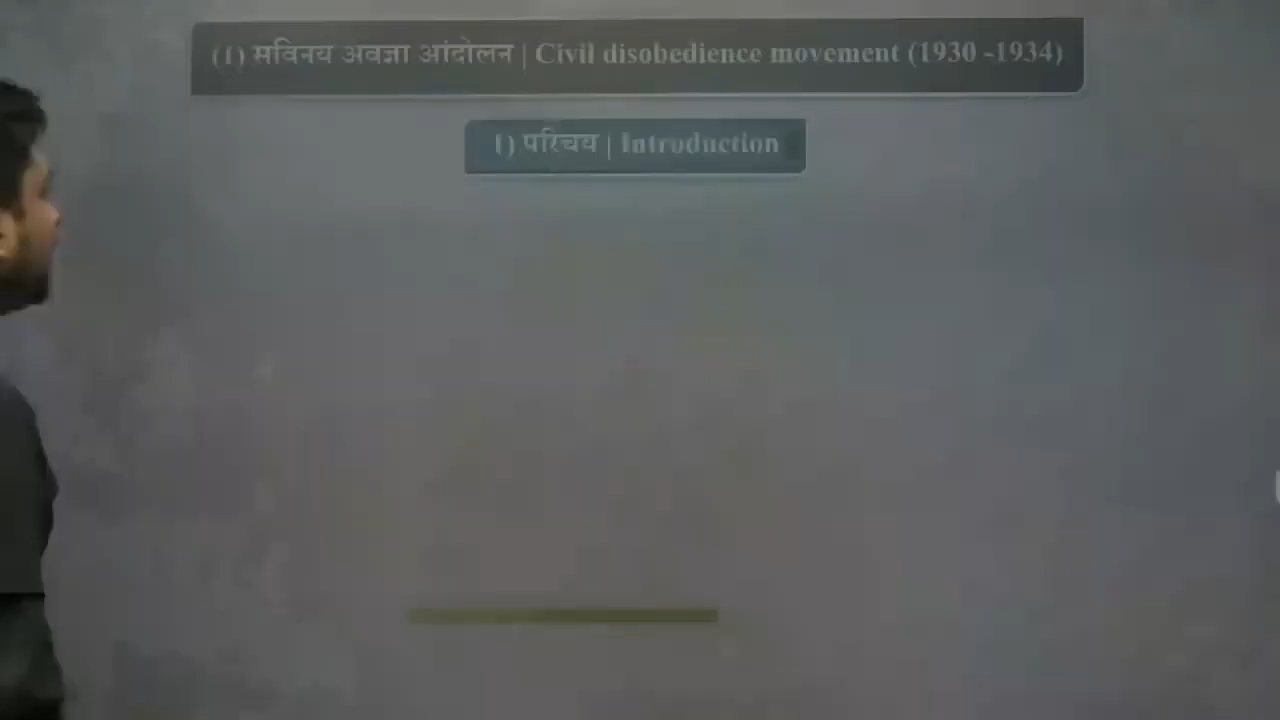 (1) सविनय अवज्ञा आंदोलन | Civil disobedience movement (1930 -1934)
1) परिचय | Introduction